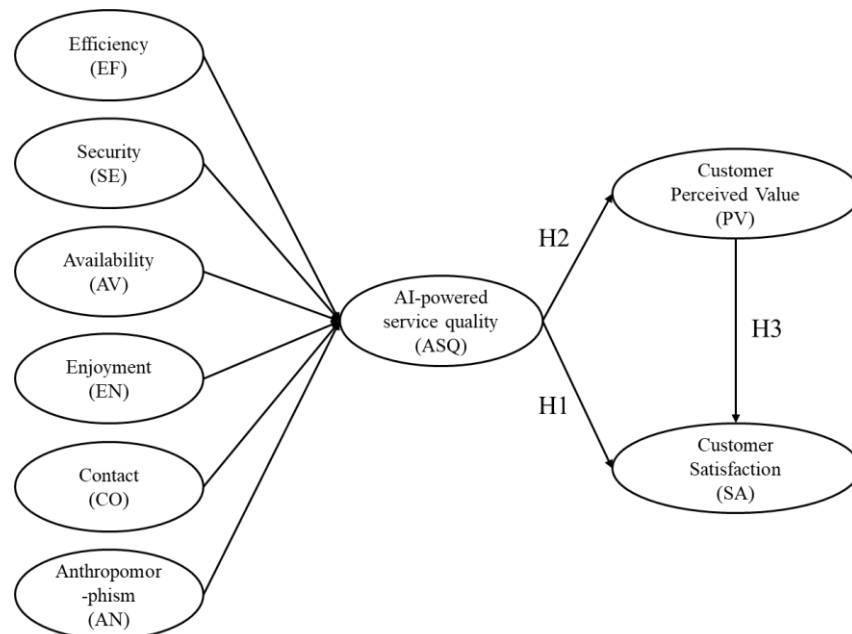 Efficiency
(EF)
Security
(SE)
Availability
(AV)
Enjoyment
(EN)
Contact
(CO)
Anthropomor
-phism
(AN)
AI-powered
service quality
(ASQ)
H2
H1
Customer
Perceived Value
(PV)
H3
Customer
Satisfaction
(SA)